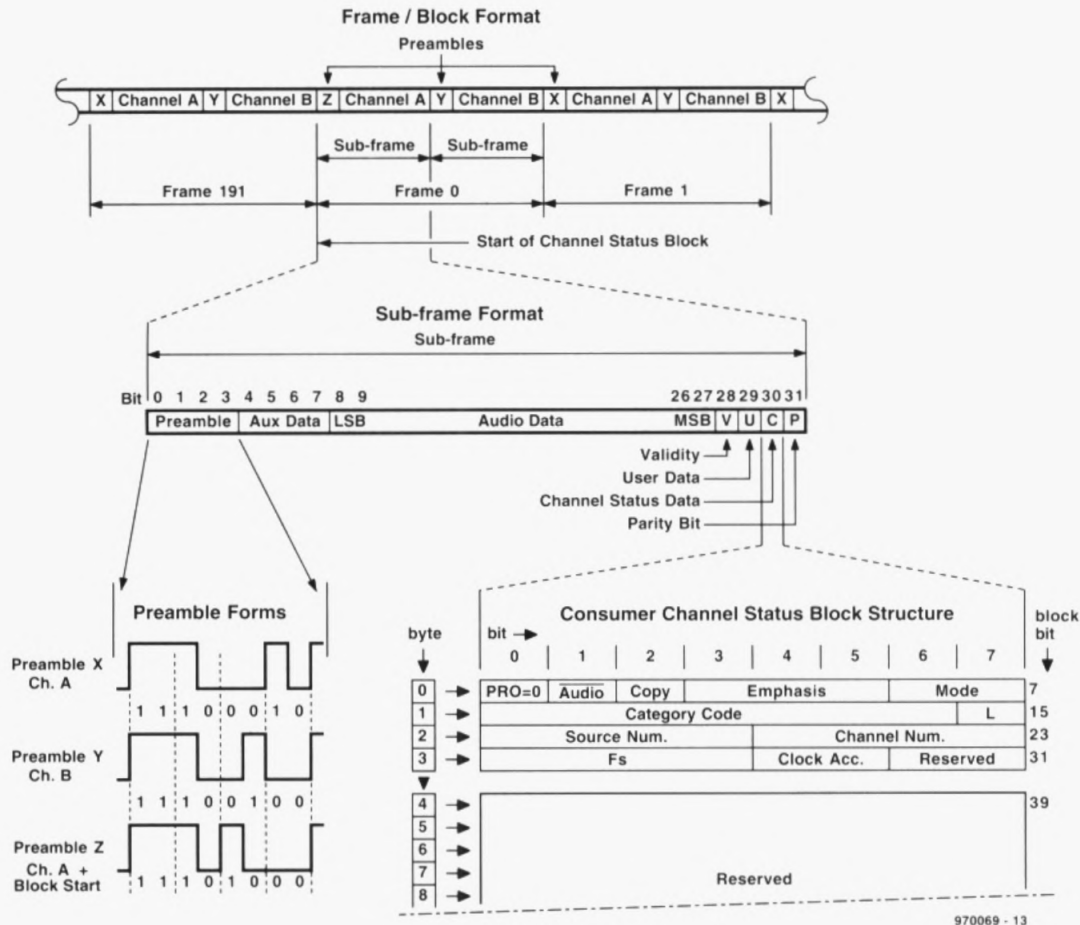 Frame / Block Format
Preambles
X Channel A Y Channel B Z Channel A Y Channel B X Channel A Y Channel B X
Sub-frame Sub-frame
Frame 191 Frame 0 Frame 1
Start of Channel Status Block
Sub-frame Format
Sub-frame
Bit 0 1 2 3 4 5 6 7 8 9 26 27 28 29 30 31
Preamble Aux Data LSB Audio Data MSB V U C P
Validity
User Data
Channel Status Data
Parity Bit
Preamble Forms
Preamble X
Ch. A
1 1 1 0 0 0 1 0
Preamble Y
Ch. B
1 1 1 0 0 1 0 0
Preamble Z
Ch. A +
Block Start
1 1 1 0 1 0 0 0
Consumer Channel Status Block Structure
byte bit block
bit
0 1 2 3 4 5 6 7
0 PRO=0 Audio Copy Emphasis Mode 7
1 Category Code L 15
2 Source Num. Channel Num. 23
3 Fs Clock Acc. Reserved 31
4 39
5
6
7 Reserved
8
970069 - 13